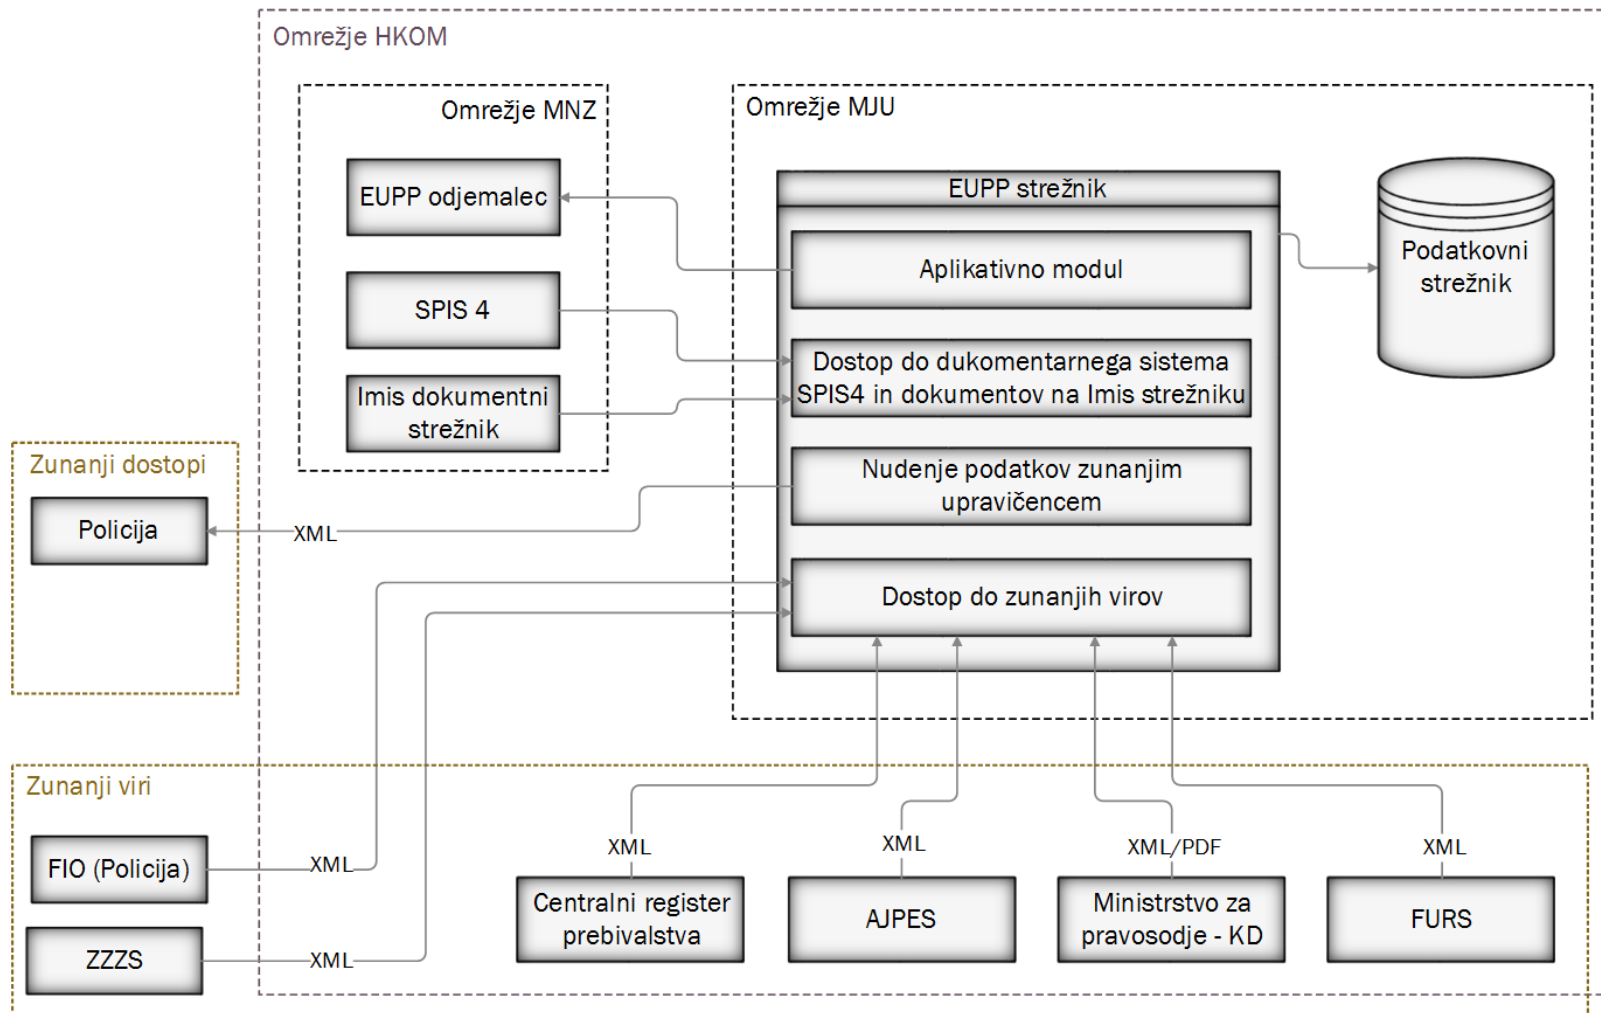 Omrežje HKOM
Omrežje MNZ
EUPP odjemalec
SPIS 4
Imis dokumentni
strežnik
Omrežje MJU
EUPP strežnik
Aplikativno modul
Dostop do dukomentarnega sistema
SPIS4 in dokumentov na Imis strežniku
Nudenje podatkov zunanjim
upravičencem
Dostop do zunanjih virov
Podatkovni
strežnik
Zunanji dostopi
Policija
XML
Zunanji viri
FIO (Policija)
XML
ZZZS
XML
XML
Centralni register
prebivalstva
XML
AJPES
XML/PDF
Ministrstvo za
pravosodje - KD
XML
FURS